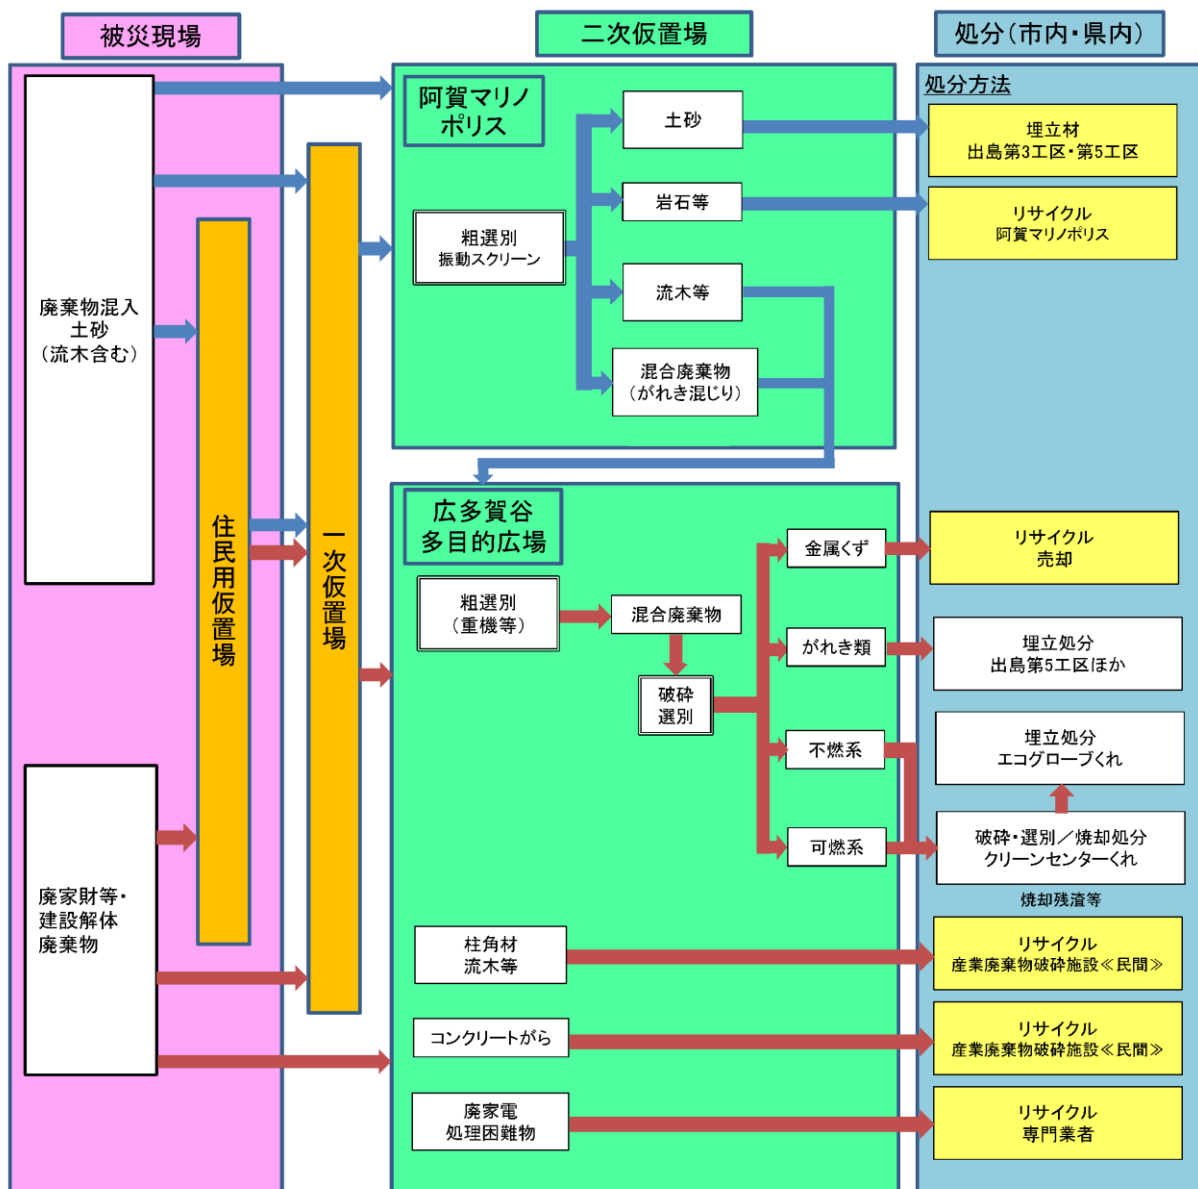 被災現場
二次仮置場
処分(市内・県内)
廃棄物混入
土砂
(流木含む)
廃家財等・
建設解体
廃棄物
住民用仮置場
一次仮置場
阿賀マリノ
ポリス
粗選別
振動スクリーン
土砂
岩石等
流木等
混合廃棄物
(がれき混じり)
広多賀谷
多目的広場
粗選別
(重機等)
混合廃棄物
破砕
選別
金属くず
がれき類
不燃系
可燃系
柱角材
流木等
コンクリートがら
廃家電
処理困難物
処分方法
埋立材
出島第3工区・第5工区
リサイクル
阿賀マリノポリス
リサイクル
売却
埋立処分
出島第5工区ほか
埋立処分
エコグローブくれ
破砕・選別/焼却処分
クリーンセンターくれ
焼却残渣等
リサイクル
産業廃棄物破砕施設≪民間≫
リサイクル
産業廃棄物破砕施設≪民間≫
リサイクル
専門業者